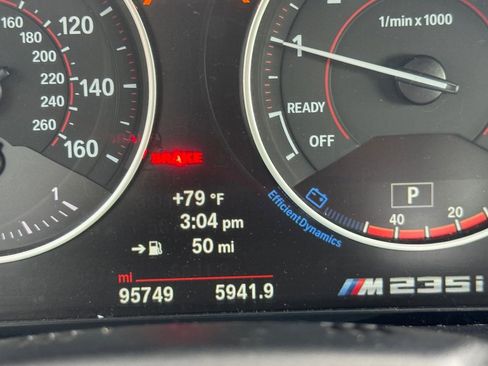 120
160
180
200
140
220
240
260
160
1
BRAKE
+79 °F
3:04 pm
50 mi
mi
95749 5941.9
1/min x 1000
1
READY
OFF
P
EfficientDynamics
40 20
M235i